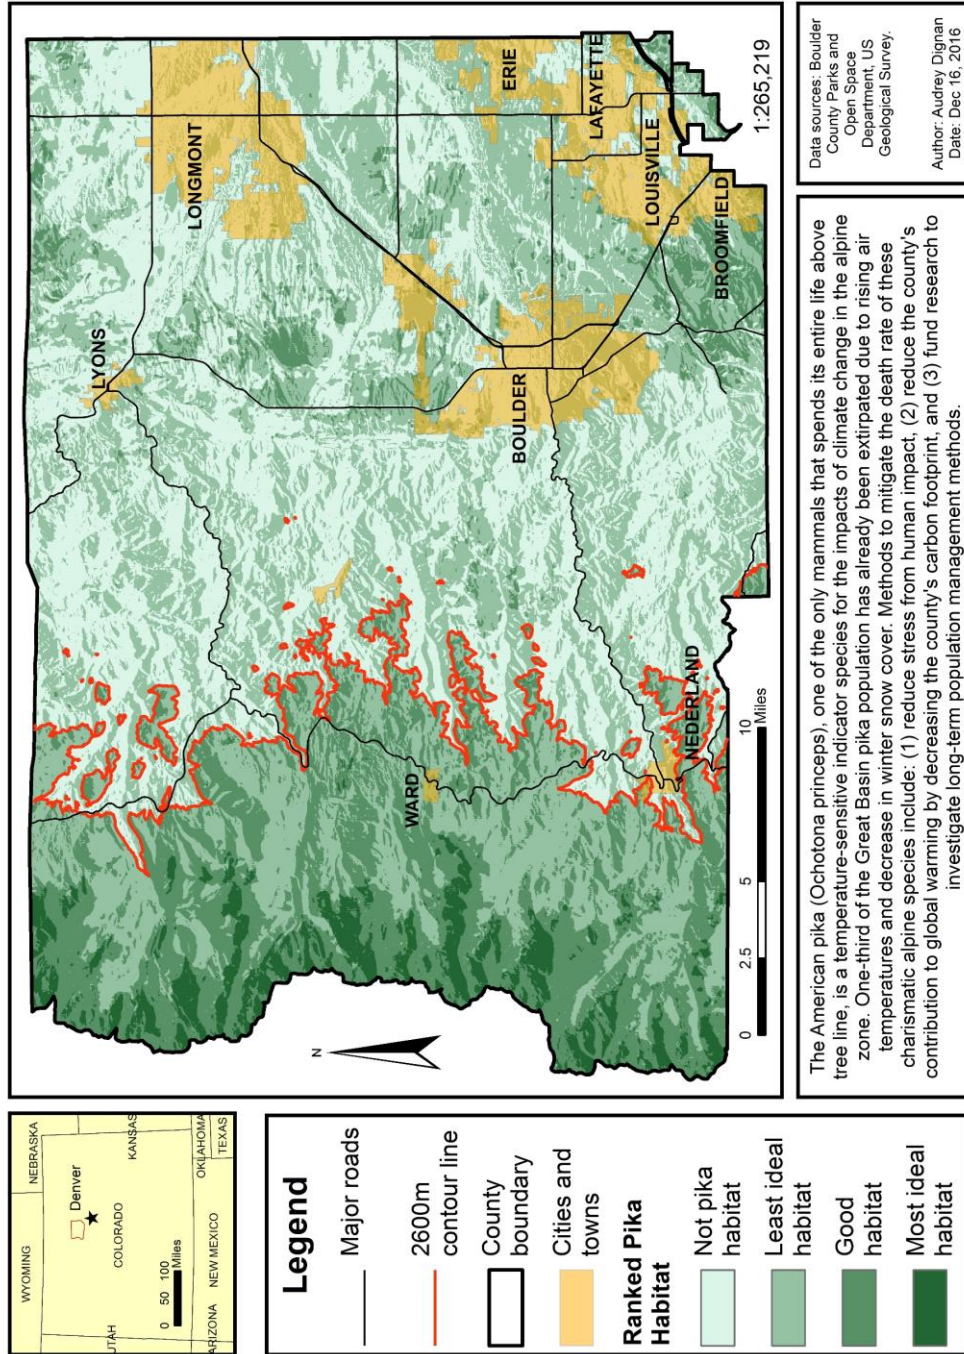 WYOMING
NEBRASKA
Denver
COLORADO
UTAH
KANSAS
0 50 100
Miles
ARIZONA
NEW MEXICO
OKLAHOMA
TEXAS
Legend
Major roads
2600m
contour line
County
boundary
Cities and
towns
Ranked Pika
Habitat
Not pika
habitat
Least ideal
habitat
Good
habitat
Most ideal
habitat
N
LYONS
LONGMONT
WARD
BOULDER
ERIE
LAFAYETTE
LOUISVILLE
NEDERLAND
BROOMFIELD
0 2.5 5 10
Miles
1:265,219
The American pika (Ochotona princeps), one of the only mammals that spends its entire life above
tree line, is a temperature-sensitive indicator species for the impacts of climate change in the alpine
zone. One-third of the Great Basin pika population has already been extirpated due to rising air
temperatures and decrease in winter snow cover. Methods to mitigate the death rate of these
charismatic alpine species include: (1) reduce stress from human impact, (2) reduce the county's
contribution to global warming by decreasing the county's carbon footprint, and (3) fund research to
investigate long-term population management methods.
Data sources: Boulder
County Parks and
Open Space
Department, US
Geological Survey.
Author: Audrey Dignan
Date: Dec 16, 2016